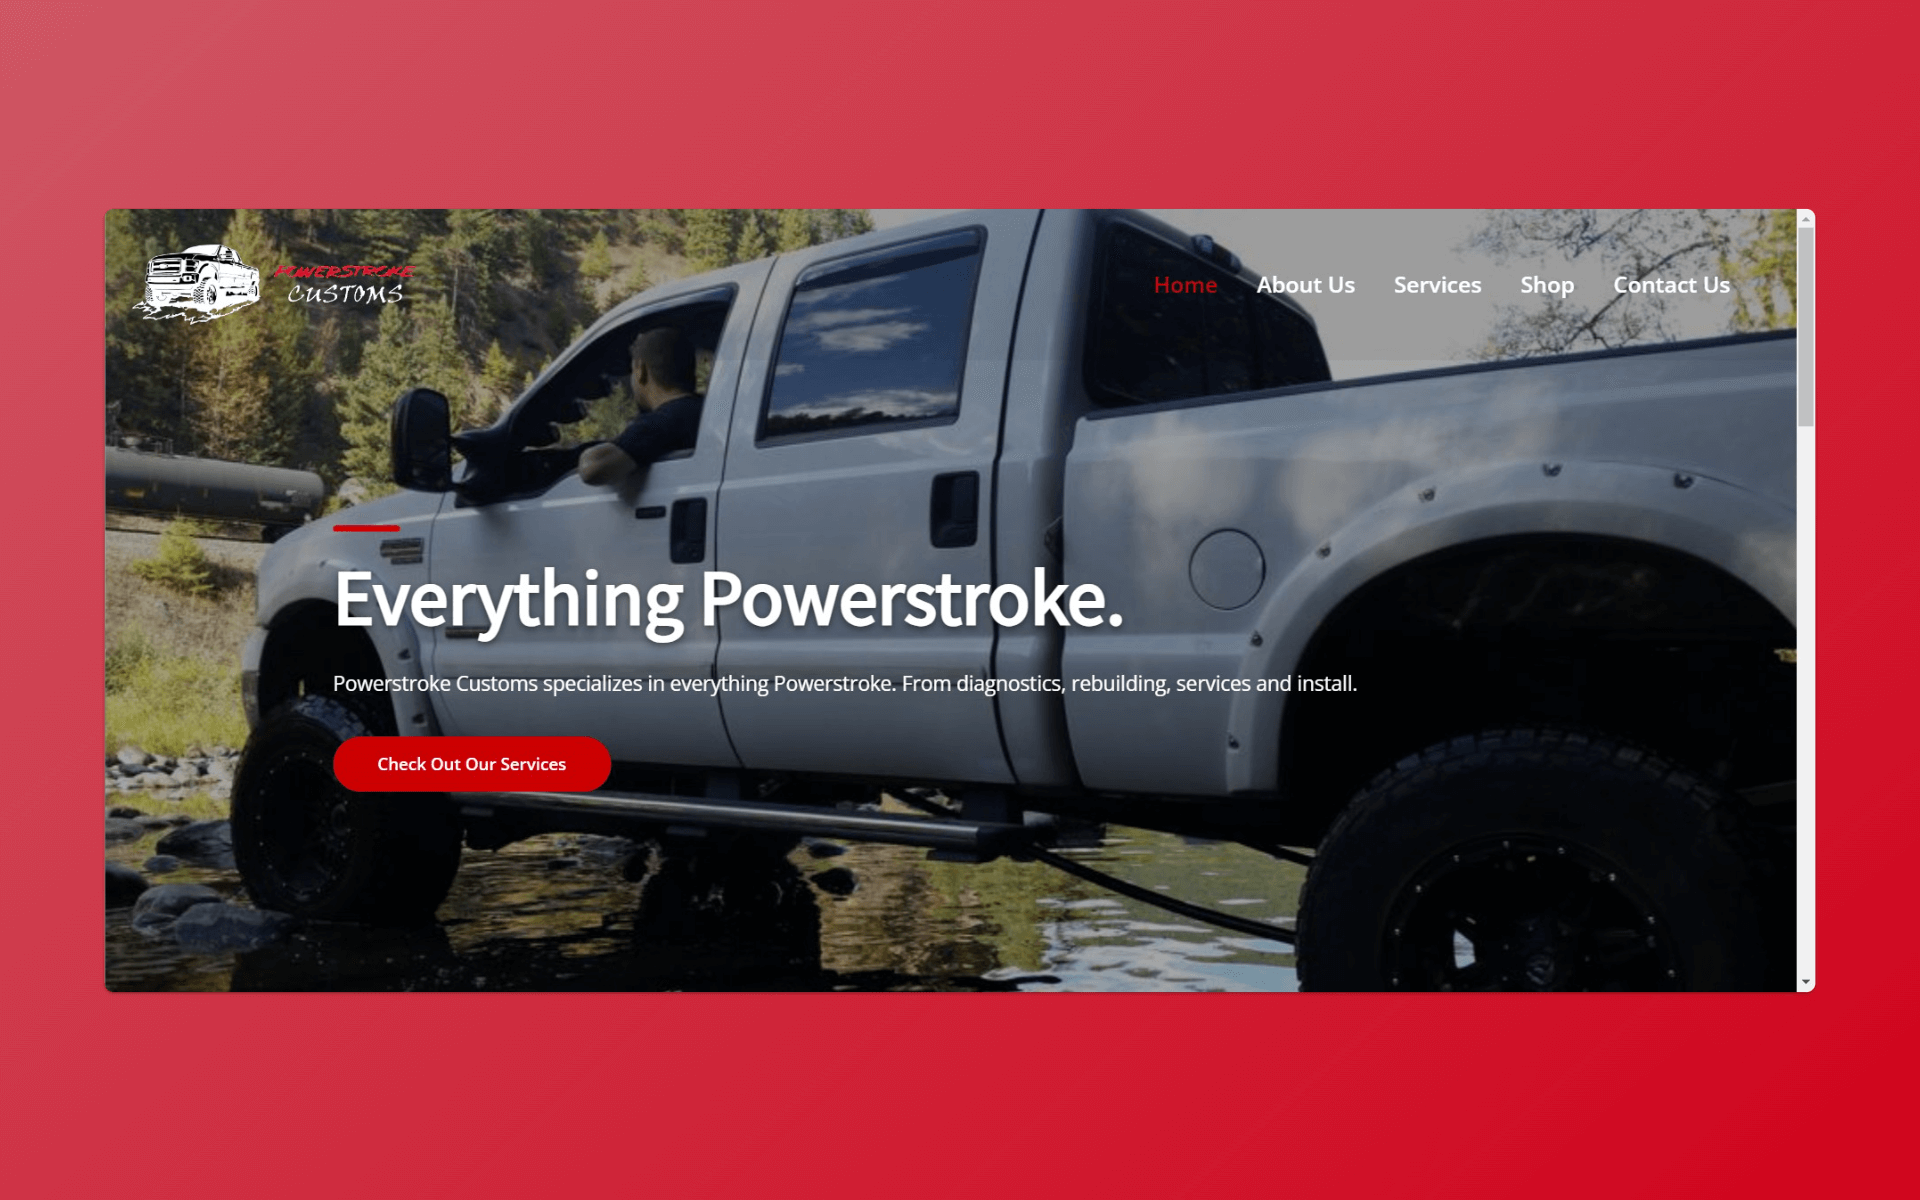 POWERSTROKE
CUSTOMS
Home About Us Services Shop Contact Us
Everything Powerstroke.
Powerstroke Customs specializes in everything Powerstroke. From diagnostics, rebuilding, services and install.
Check Out Our Services